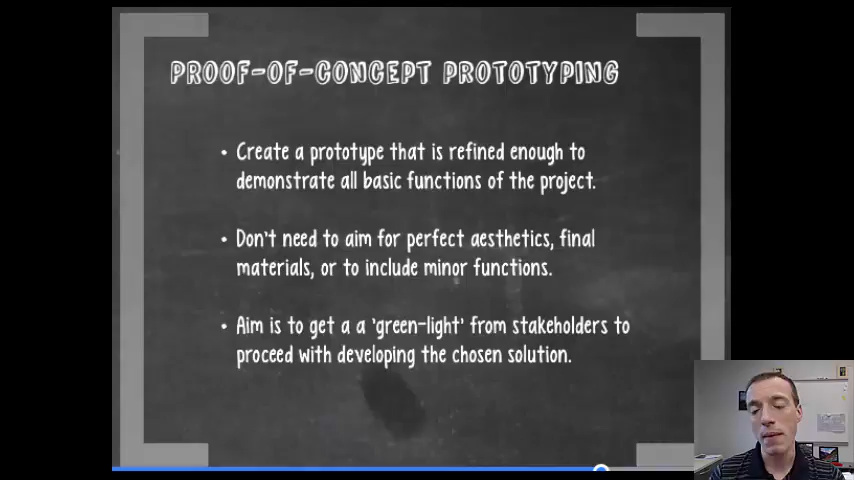 PROOF-OF-CONCEPT PROTOTYPING
• Create a prototype that is refined enough to
demonstrate all basic functions of the project.
• Don't need to aim for perfect aesthetics, final
materials, or to include minor functions.
• Aim is to get a a 'green-light' from stakeholders to
proceed with developing the chosen solution.